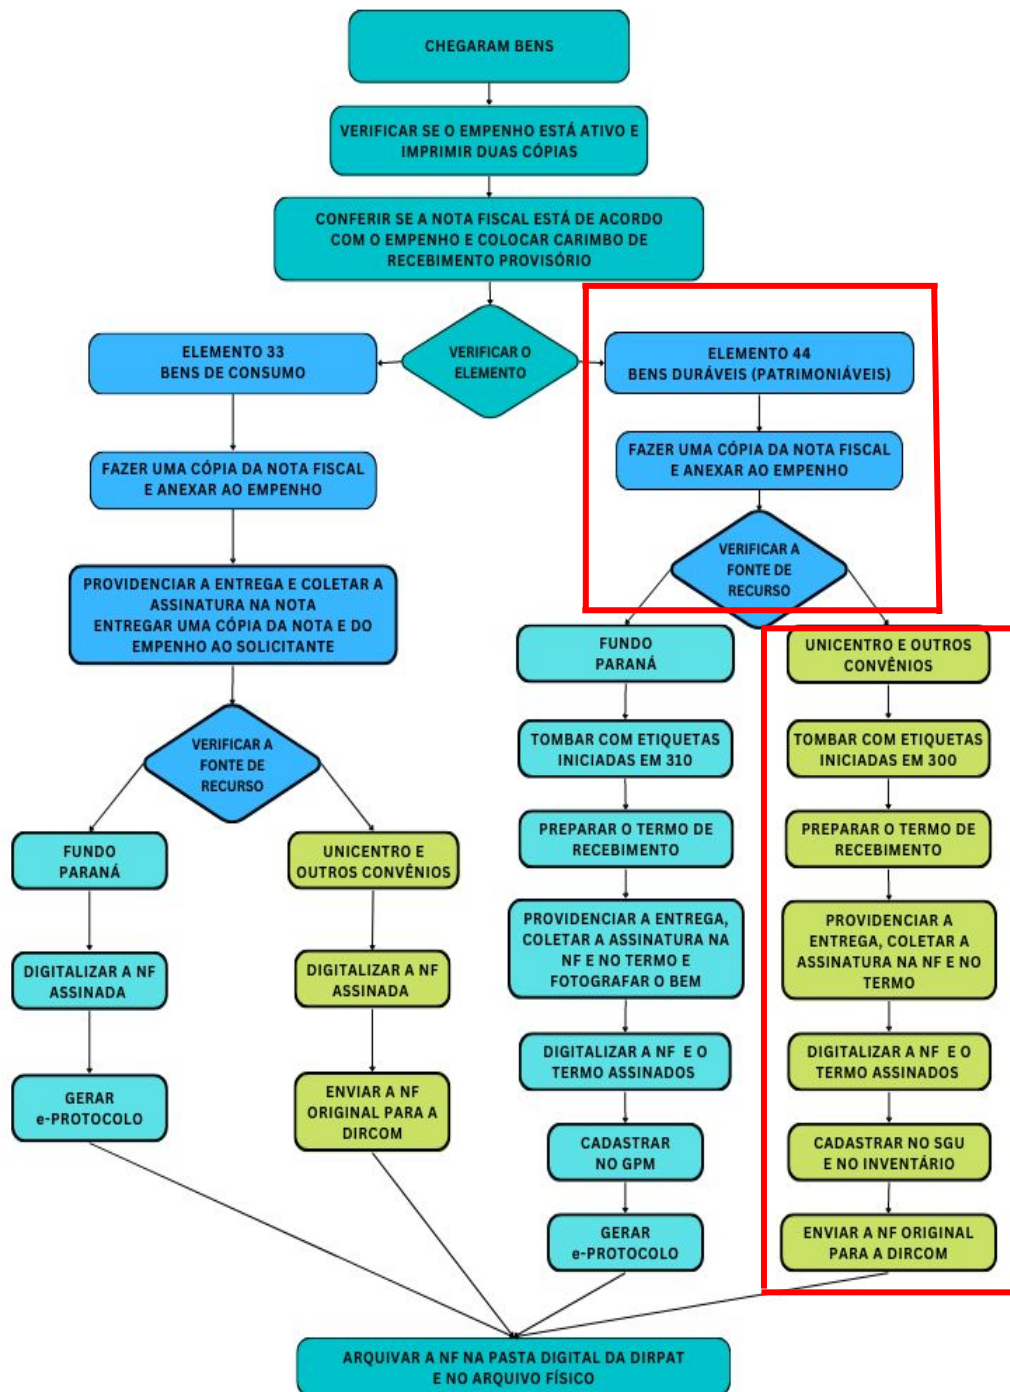 CHEGARAM BENS
VERIFICAR SE O EMPENHO ESTÁ ATIVO E
IMPRIMIR DUAS CÓPIAS
CONFERIR SE A NOTA FISCAL ESTÁ DE ACORDO
COM O EMPENHO E COLOCAR CARIMBO DE
RECEBIMENTO PROVISÓRIO
VERIFICAR O
ELEMENTO
ELEMENTO 33
BENS DE CONSUMO
FAZER UMA CÓPIA DA NOTA FISCAL
E ANEXAR AO EMPENHO
PROVIDENCIAR A ENTREGA E COLETAR A
ASSINATURA NA NOTA
ENTREGAR UMA CÓPIA DA NOTA E DO
EMPENHO AO SOLICITANTE
VERIFICAR A
FONTE DE
RECURSO
FUNDO
PARANÁ
DIGITALIZAR A NF
ASSINADA
GERAR
e-PROTOCOLO
UNICENTRO E
OUTROS CONVÊNIOS
DIGITALIZAR A NF
ASSINADA
ENVIAR A NF
ORIGINAL PARA A
DIRCOM
ELEMENTO 44
BENS DURÁVEIS (PATRIMONIÁVEIS)
FAZER UMA CÓPIA DA NOTA FISCAL
E ANEXAR AO EMPENHO
VERIFICAR A
FONTE DE
RECURSO
FUNDO
PARANÁ
TOMBAR COM ETIQUETAS
INICIADAS EM 310
PREPARAR O TERMO DE
RECEBIMENTO
PROVIDENCIAR A ENTREGA,
COLETAR A ASSINATURA NA
NF E NO TERMO E
FOTOGRAFAR O BEM
DIGITALIZAR A NF E O
TERMO ASSINADOS
CADASTRAR
NO GPM
GERAR
e-PROTOCOLO
UNICENTRO E OUTROS
CONVÊNIOS
TOMBAR COM ETIQUETAS
INICIADAS EM 300
PREPARAR O TERMO DE
RECEBIMENTO
PROVIDENCIAR A
ENTREGA, COLETAR A
ASSINATURA NA NF E NO
TERMO
DIGITALIZAR A NF E O
TERMO ASSINADOS
CADASTRAR NO SGU
E NO INVENTÁRIO
ENVIAR A NF ORIGINAL
PARA A DIRCOM
ARQUIVAR A NF NA PASTA DIGITAL DA DIRPAT
E NO ARQUIVO FÍSICO